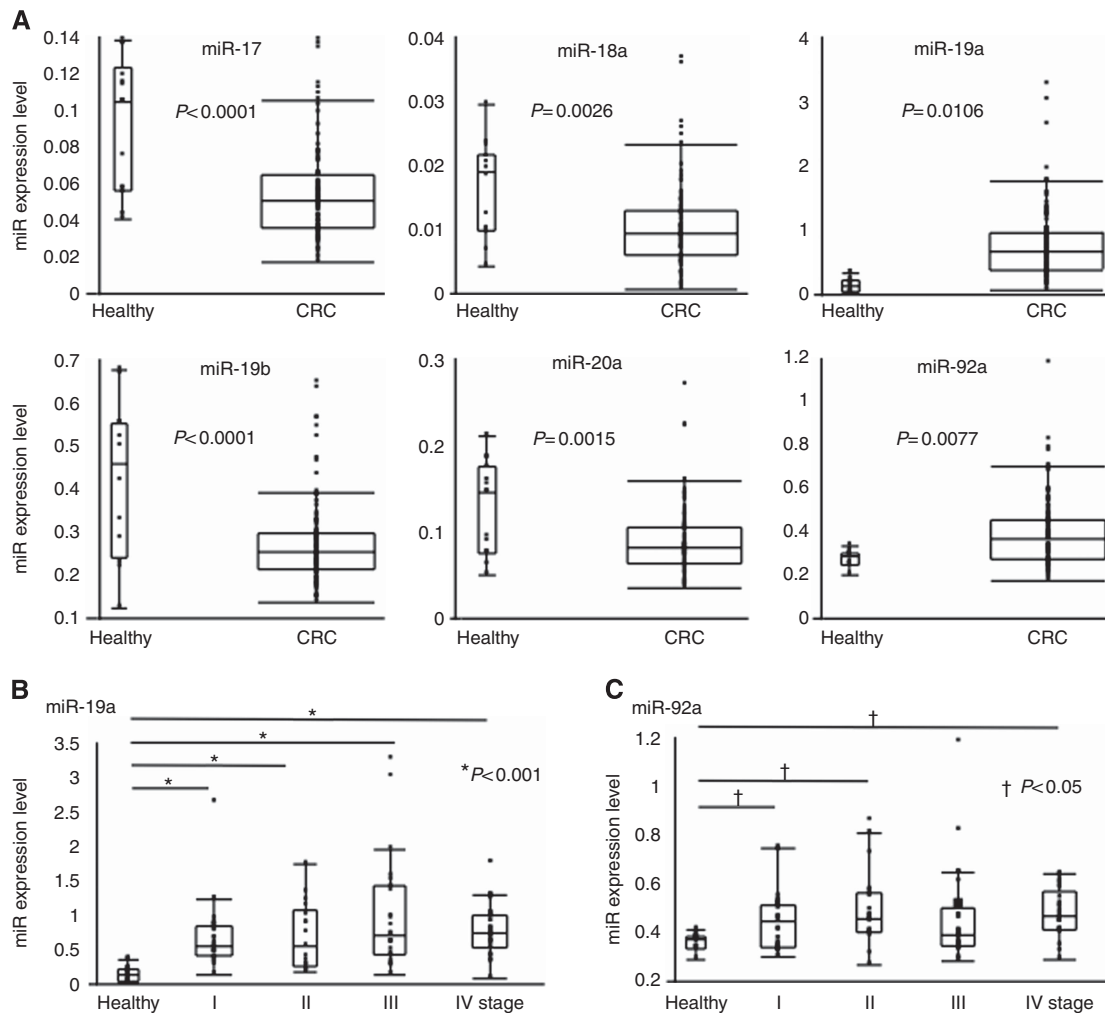 A
miR-17
miR expression level
0.14
0.12
0.1
0.08
0.06
0.04
0.02
0
P<0.0001
Healthy
CRC
miR-18a
0.04
0.03
0.02
0.01
0
P=0.0026
Healthy
CRC
miR-19a
4
3
2
1
0
P=0.0106
Healthy
CRC
miR-19b
miR expression level
0.7
0.6
0.5
0.4
0.3
0.2
0.1
P<0.0001
Healthy
CRC
miR-20a
0.3
0.2
0.1
0
P=0.0015
Healthy
CRC
miR-92a
1.2
1
0.8
0.6
0.4
0.2
0
P=0.0077
Healthy
CRC
B
miR-19a
miR expression level
3.5
3
2.5
2
1.5
1
0.5
0
*
*
*
*
*P<0.001
Healthy
I
II
III
IV stage
C
miR-92a
miR expression level
1.2
1
0.8
0.6
0.4
0.2
†
†
†
† P<0.05
Healthy
I
II
III
IV stage